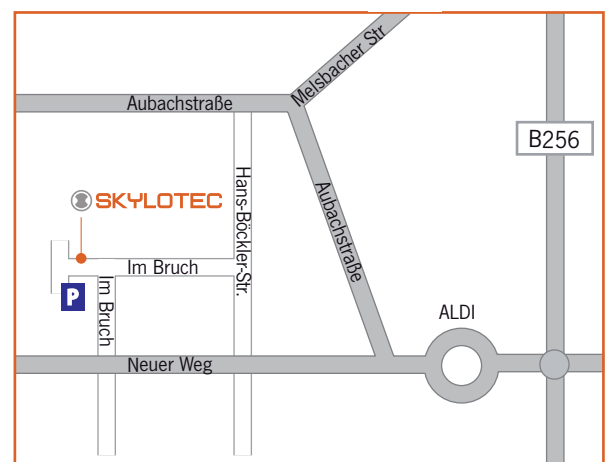 Melsbacher Str
Aubachstraße
B256
Hans-Böckler-Str.
Aubachstraße
SKYLOTEC
Im Bruch
P
Im Bruch
ALDI
Neuer Weg